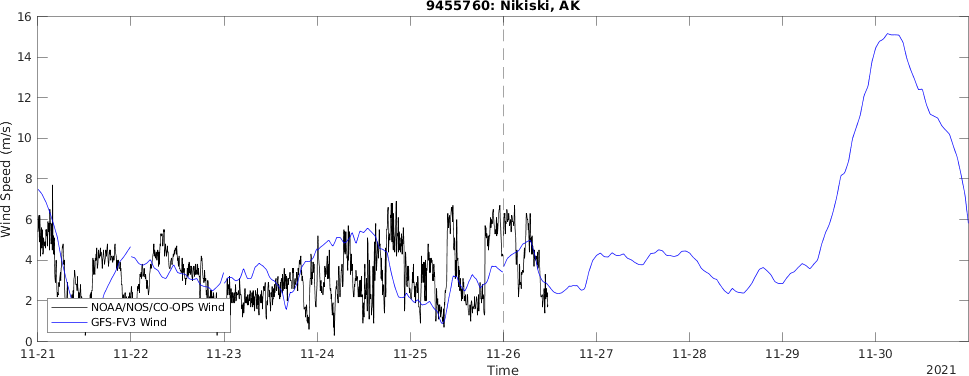 9455760: Nikiski, AK
Wind Speed (m/s)
16
14
12
10
8
6
4
2
0
NOAA/NOS/CO-OPS Wind
GFS-FV3 Wind
11-21 11-22 11-23 11-24 11-25 11-26 11-27 11-28 11-29 11-30
Time
2021